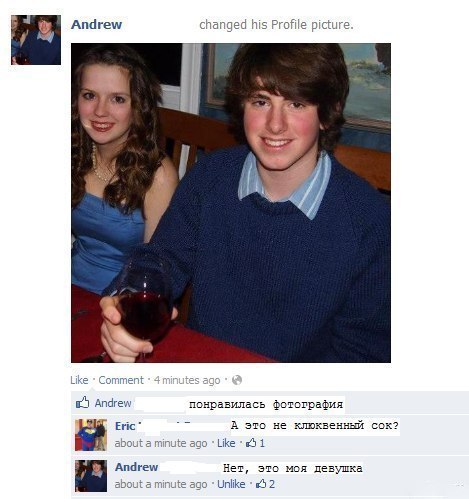 Andrew changed his Profile picture.
Like · Comment · 4 minutes ago ·
Andrew понравилась фотография
Eric А это не клюквенный сок?
about a minute ago · Like · 1
Andrew Нет, это моя девушка
about a minute ago · Unlike · 2